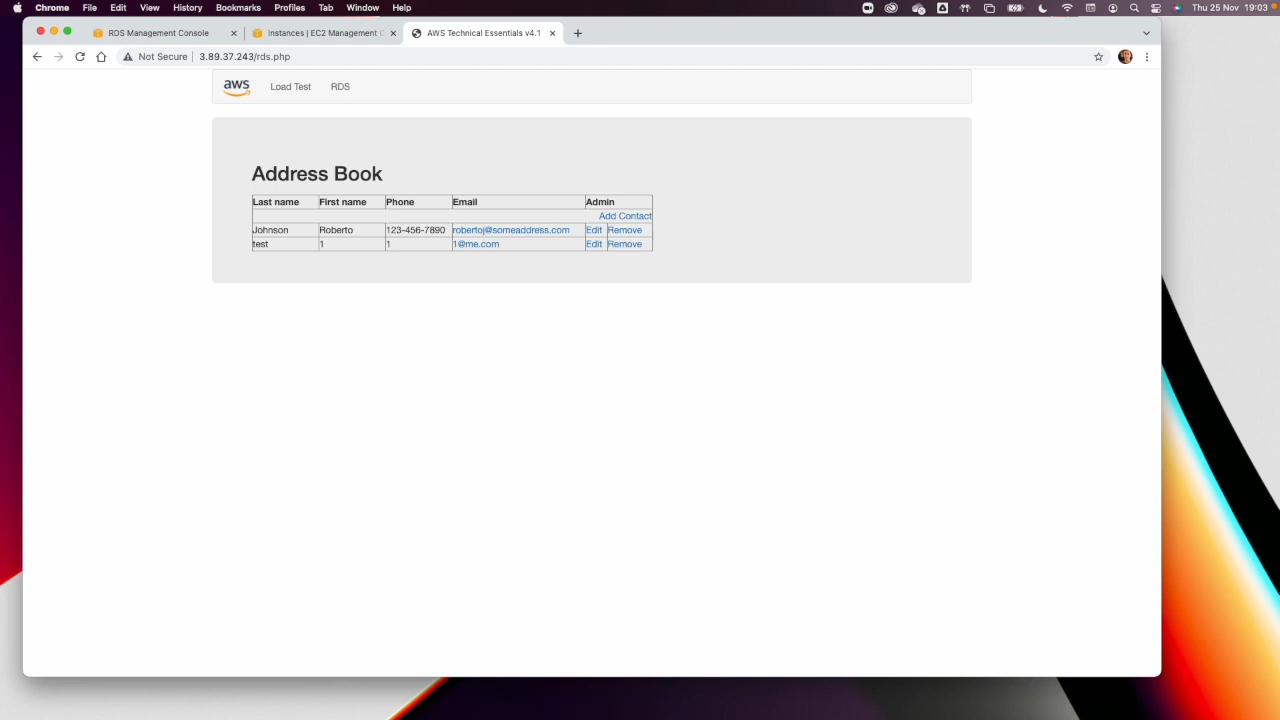 Chrome File Edit View History Bookmarks Profiles Tab Window Help Thu 25 Nov 19:03
RDS Management Console Instances | EC2 Management C AWS Technical Essentials v4.1
Not Secure 3.89.37.243/rds.php
aws Load Test RDS
Address Book
Last name First name Phone Email Admin
Add Contact
Johnson Roberto 123-456-7890 robertoj@someaddress.com Edit Remove
test 1 1 1@me.com Edit Remove